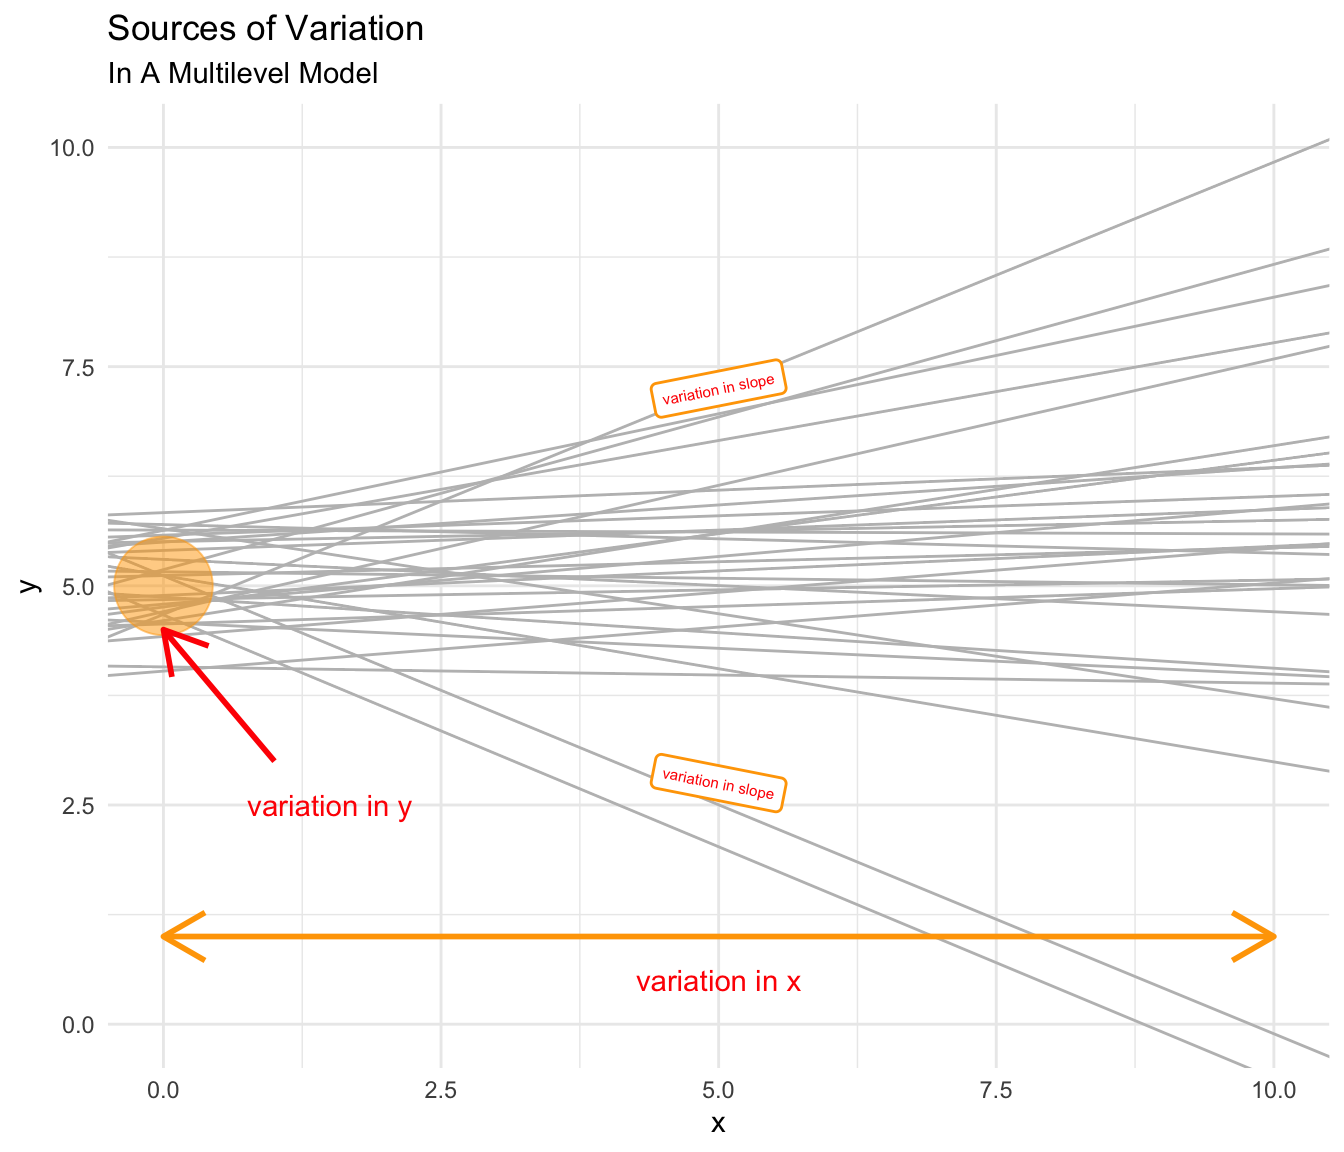 Sources of Variation
In A Multilevel Model
10.0
7.5
5.0
2.5
0.0
y
variation in slope
variation in slope
variation in y
variation in x
0.0 2.5 5.0 7.5 10.0
x